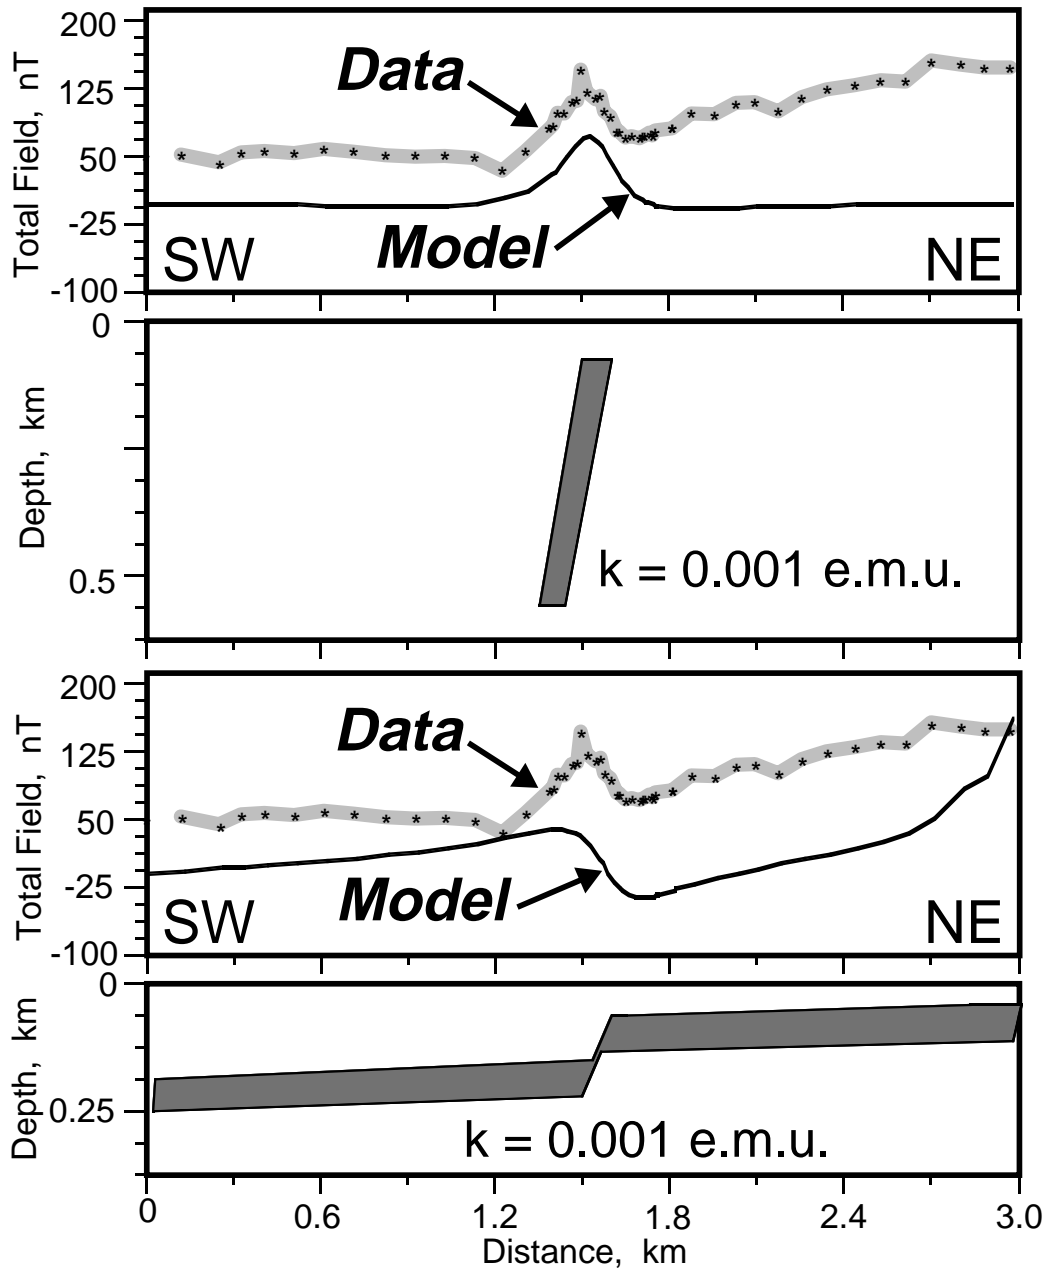 200
125
50
-25
-100
Total Field, nT
Data
Model
SW
NE
0
0.5
Depth, km
k = 0.001 e.m.u.
200
125
50
-25
-100
Total Field, nT
Data
Model
SW
NE
0
0.25
Depth, km
k = 0.001 e.m.u.
0 0.6 1.2 1.8 2.4 3.0
Distance, km